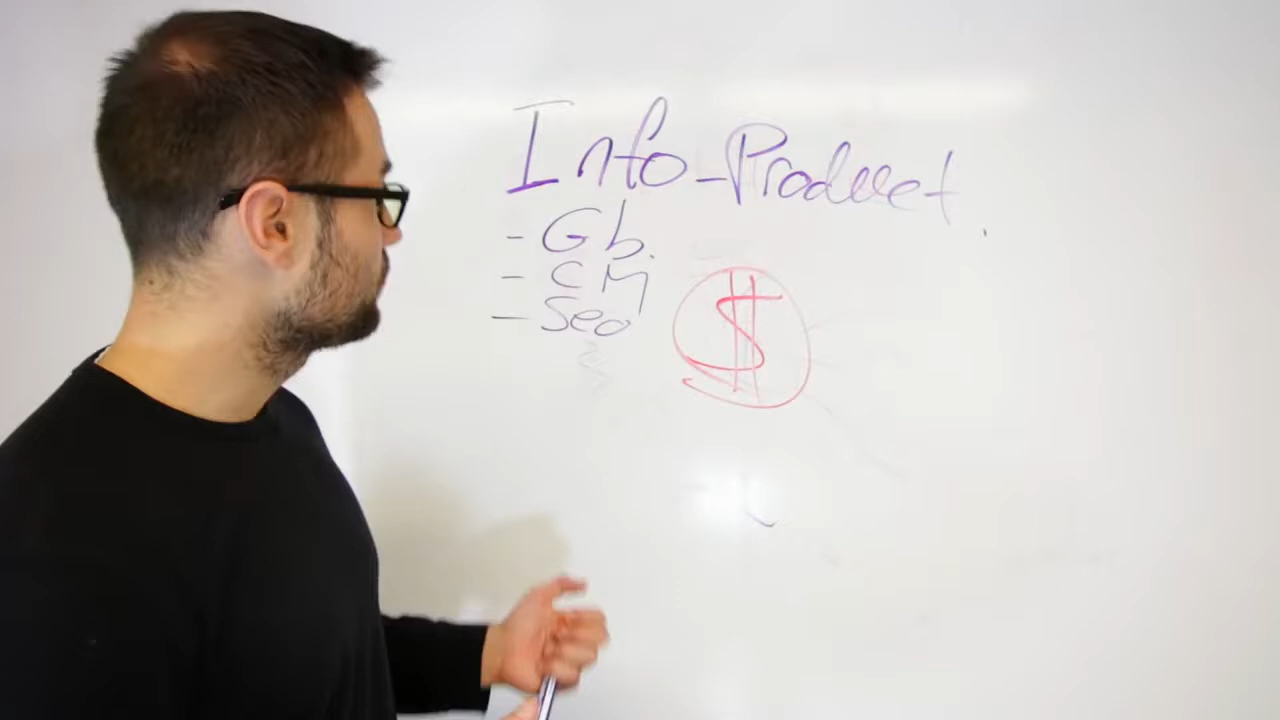 Info-Product.
- Gb.
- CM
- Seo
$